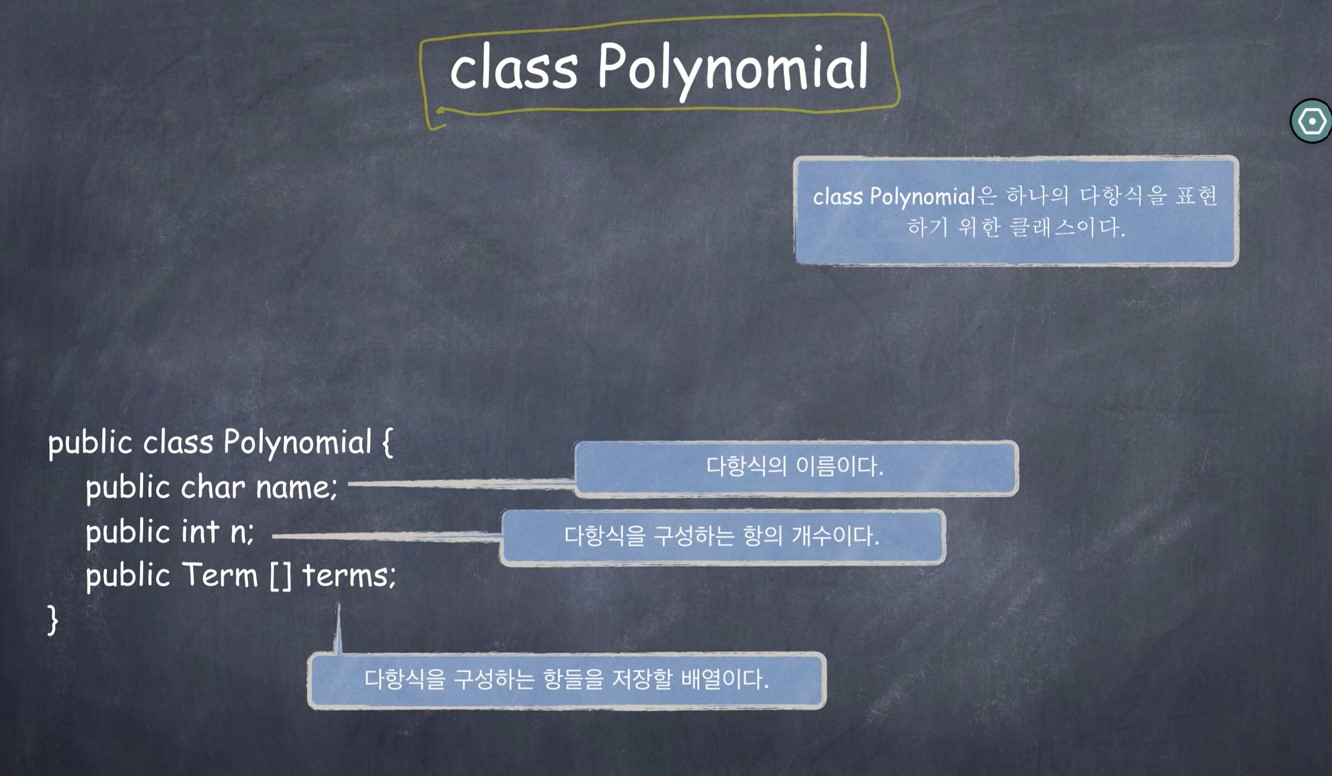 class Polynomial
class Polynomial은 하나의 다항식을 표현
하기 위한 클래스이다.
public class Polynomial {
public char name;
다항식의 이름이다.
public int n;
다항식을 구성하는 항의 개수이다.
public Term [] terms;
}
다항식을 구성하는 항들을 저장할 배열이다.